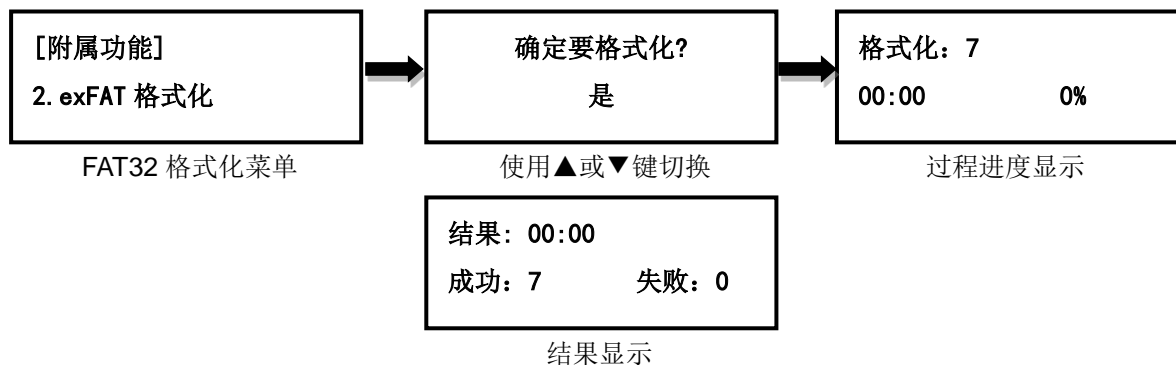 [附属功能]
2. exFAT 格式化
确定要格式化?
是
格式化: 7
00:00 0%
FAT32 格式化菜单
使用▲或▼键切换
过程进度显示
结果: 00:00
成功: 7 失败: 0
结果显示